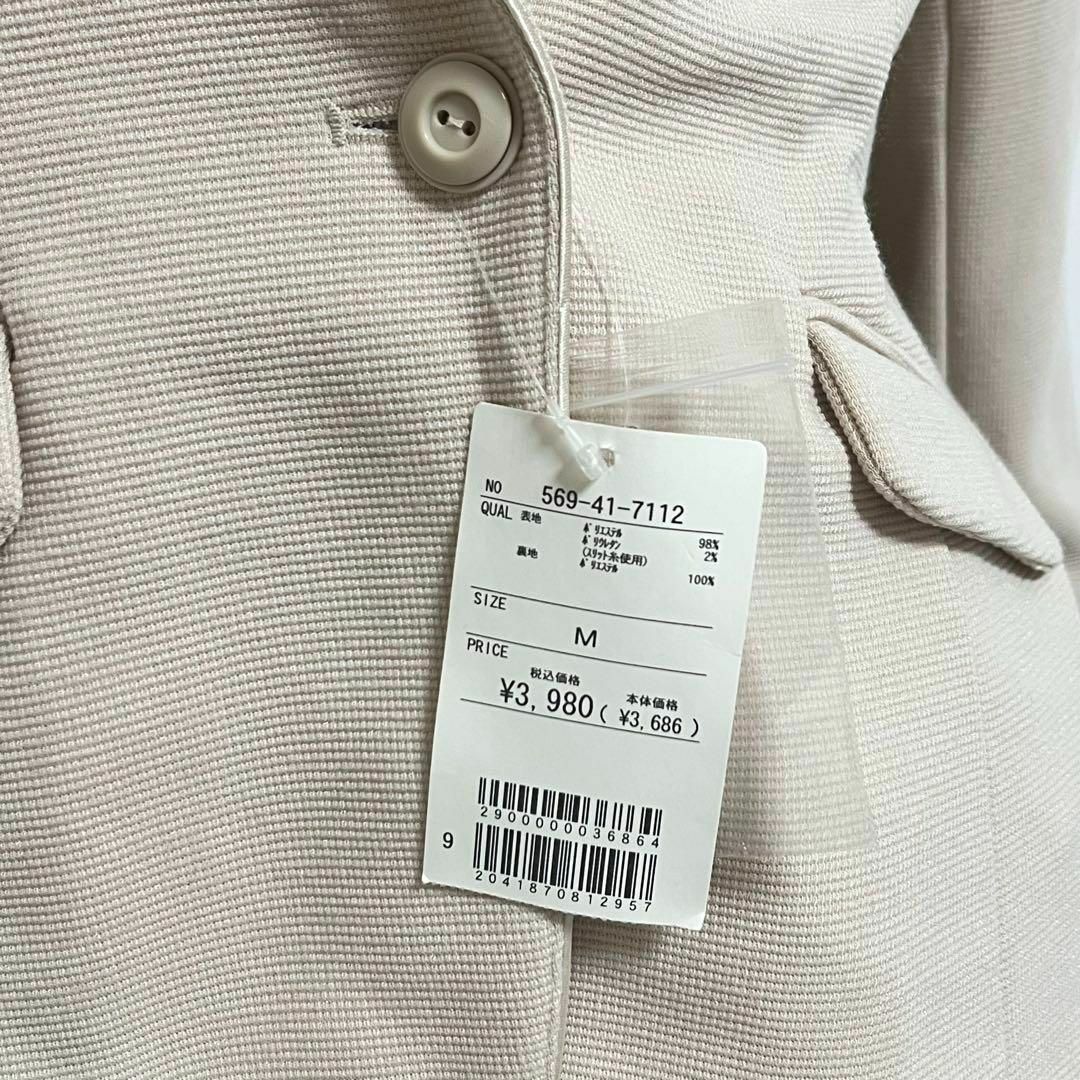 NO 569-41-7112
QUAL 表地 ﾎﾟﾘｴｽﾃﾙ 98%
ﾎﾟﾘｳﾚﾀﾝ 2%
(ｽﾘｯﾄ糸使用)
裏地 ﾎﾟﾘｴｽﾃﾙ 100%
SIZE
M
PRICE
税込価格 本体価格
¥3,980 ( ¥3,686 )
2900000036864
9
2041870812957